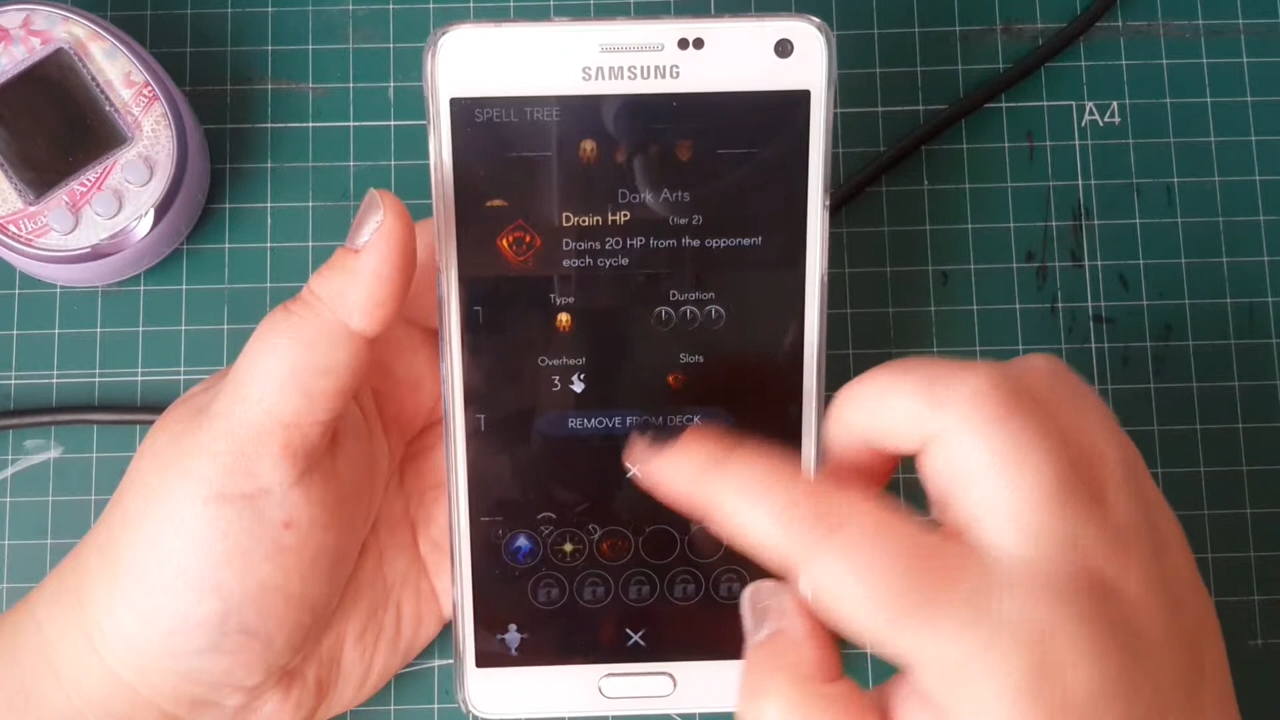 SAMSUNG
A4
SPELL TREE
Dark Arts
Drain HP (tier 2)
Drains 20 HP from the opponent
each cycle
Type Duration
Overheat Slots
3
REMOVE FROM DECK